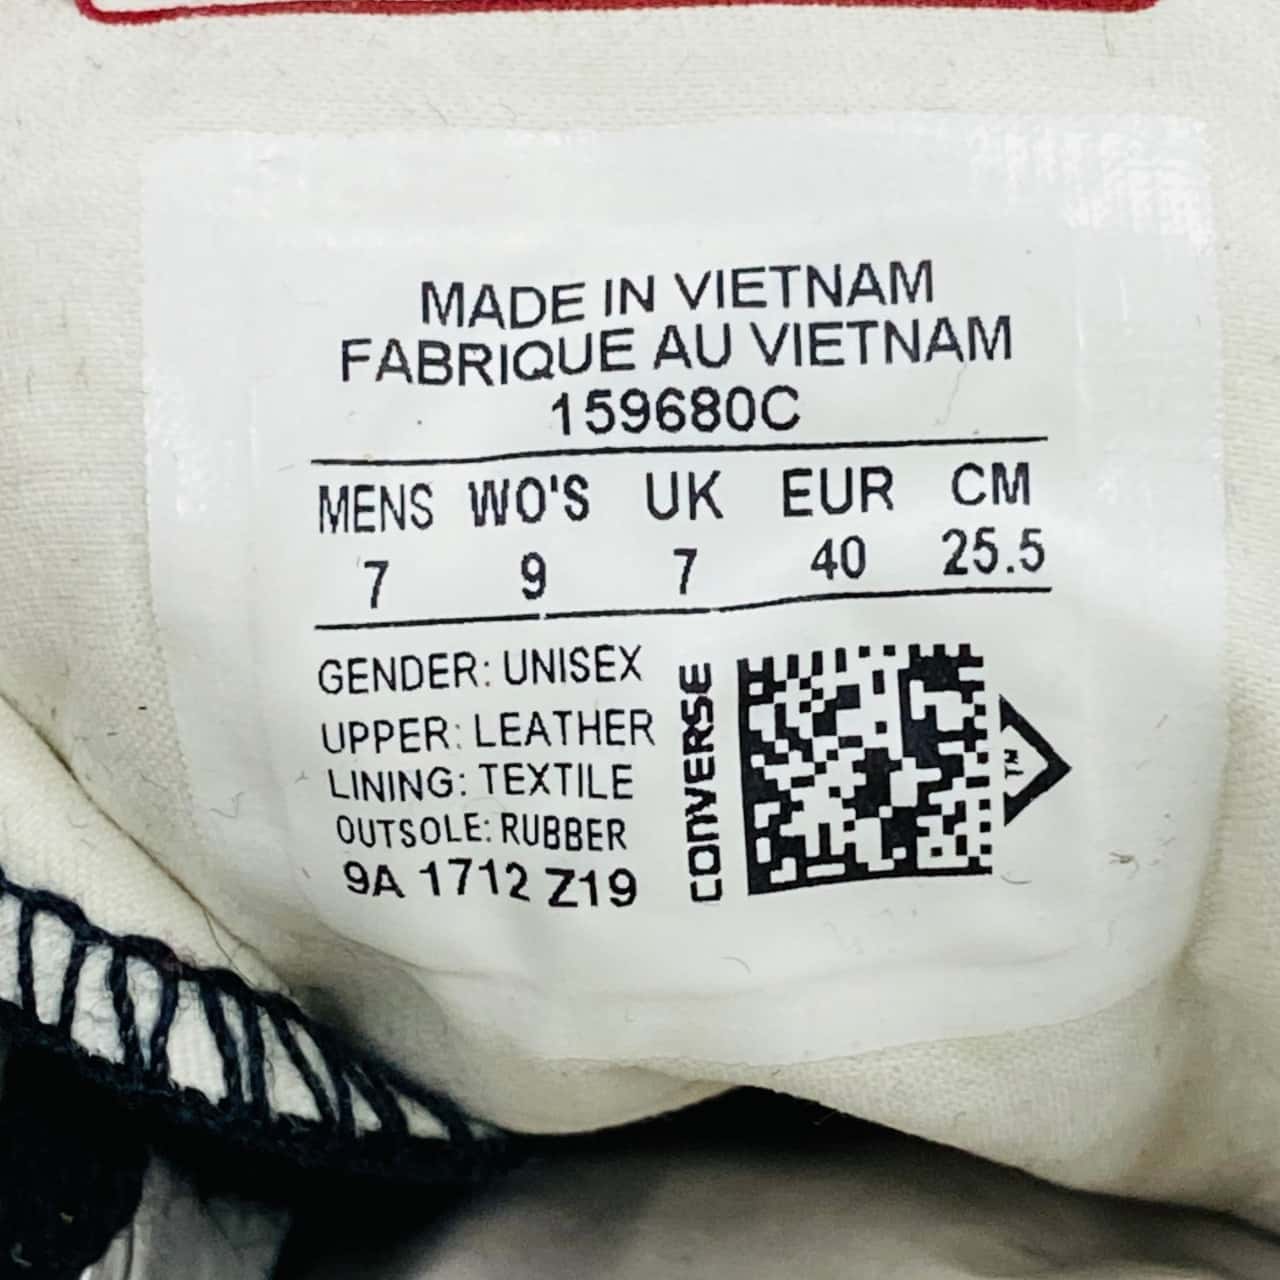 MADE IN VIETNAM
FABRIQUE AU VIETNAM
159680C
MENS WO'S UK EUR CM
7 9 7 40 25.5
GENDER: UNISEX
UPPER: LEATHER
LINING: TEXTILE
OUTSOLE: RUBBER
9A 1712 Z19
CONVERSE
TM